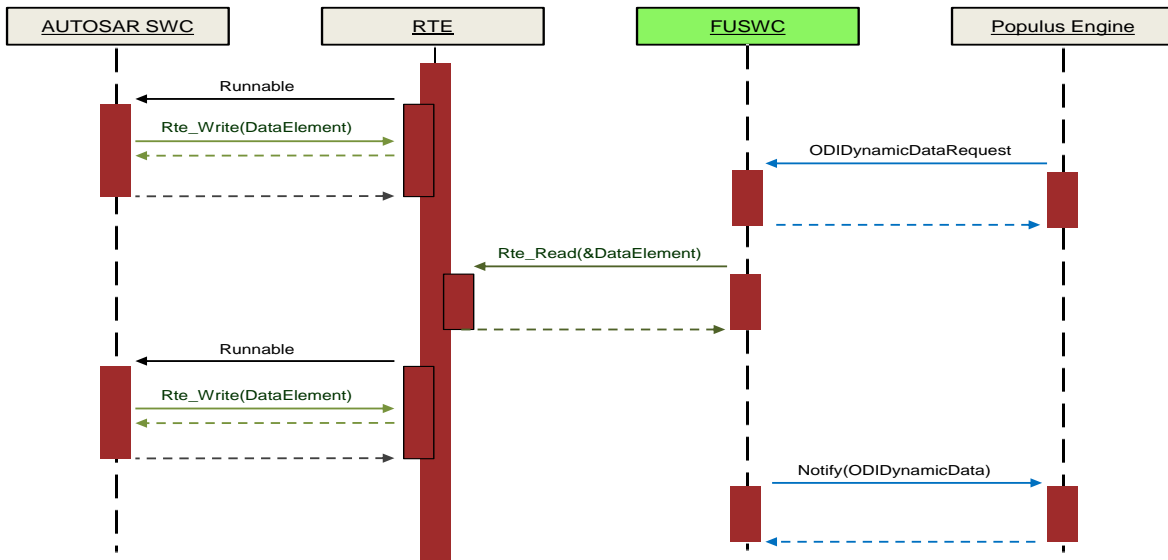 AUTOSAR SWC
RTE
FUSWC
Populus Engine
Runnable
Rte_Write(DataElement)
ODIDynamicDataRequest
Rte_Read(&DataElement)
Runnable
Rte_Write(DataElement)
Notify(ODIDynamicData)